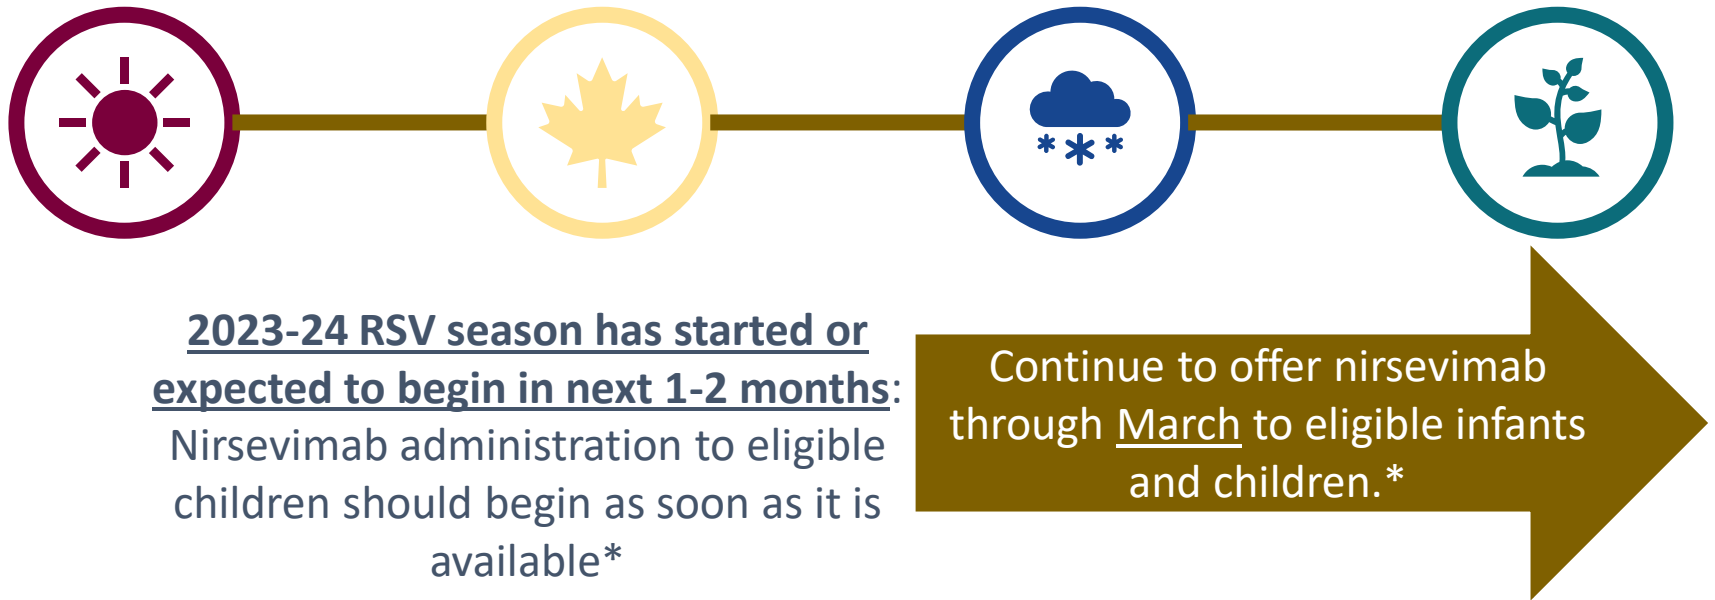 2023-24 RSV season has started or
expected to begin in next 1-2 months:
Nirsevimab administration to eligible
children should begin as soon as it is
available*
Continue to offer nirsevimab
through March to eligible infants
and children.*